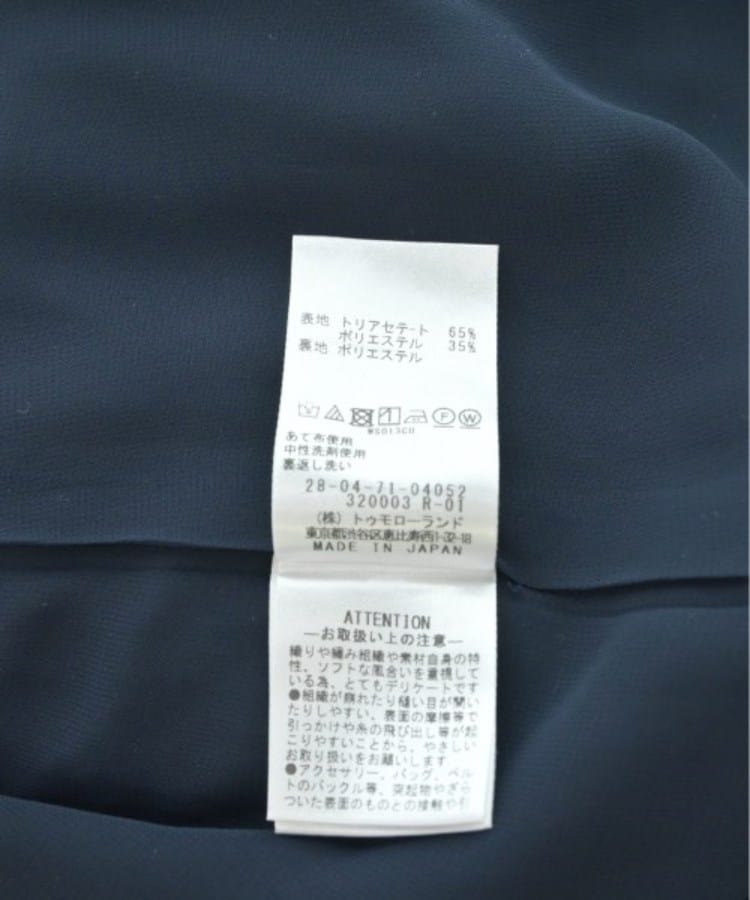 表地 トリアセテート 65%
ポリエステル 35%
裏地 ポリエステル
F W
WS013CU
あて布使用
中性洗剤使用
裏返し洗い
28-04-71-04052
320003 R-01
(株) トゥモローランド
東京都渋谷区恵比寿西1-32-18
MADE IN JAPAN
ATTENTION
—お取扱い上の注意—
織りや編み組織や素材自身の特
性、ソフトな風合いを重視して
いる為、とてもデリケートです
●組織が崩れたり縫い目が開い
たりしやすい、表面の摩擦等で
引っかけや糸の飛び出し等が起
こりやすいことから、やさしい
お取り扱いをお願いします
●アクセサリー、バッグ、ベル
トのバックル等、突起物やざら
ついた表面のものとの接触や引